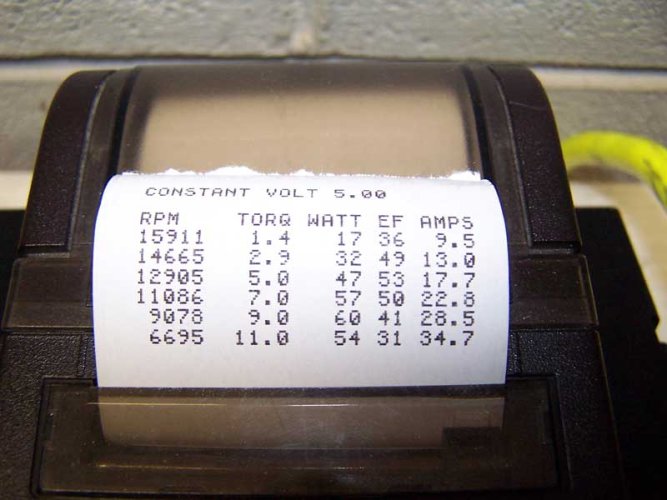 CONSTANT VOLT 5.00
RPM TORQ WATT EF AMPS
15911 1.4 17 36 9.5
14665 2.9 32 49 13.0
12905 5.0 47 53 17.7
11086 7.0 57 50 22.8
9078 9.0 60 41 28.5
6695 11.0 54 31 34.7